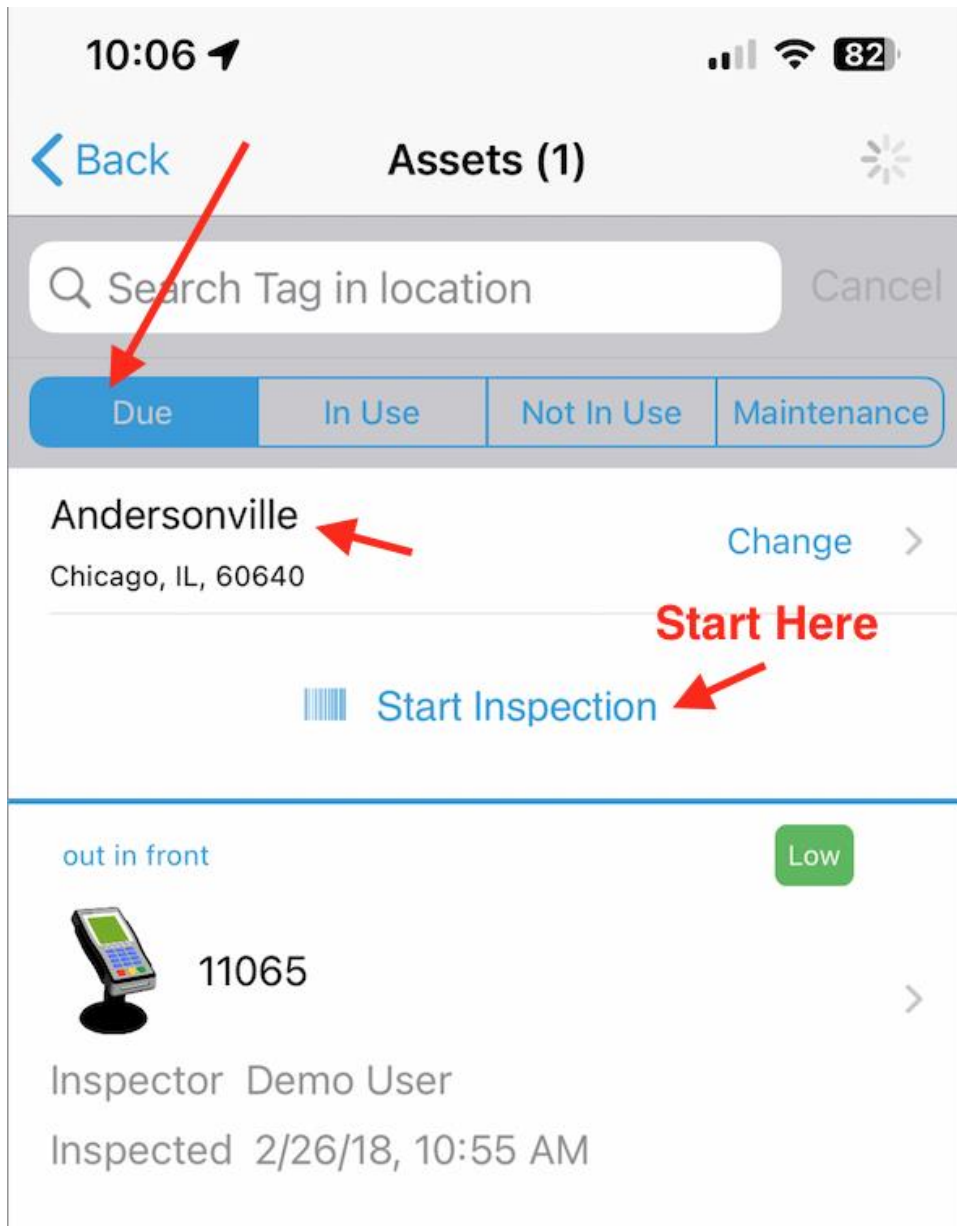 10:06 82
Back Assets (1)
Search Tag in location Cancel
Due In Use Not In Use Maintenance
Andersonville
Change
Chicago, IL, 60640
Start Here
Start Inspection
out in front Low
11065
Inspector Demo User
Inspected 2/26/18, 10:55 AM